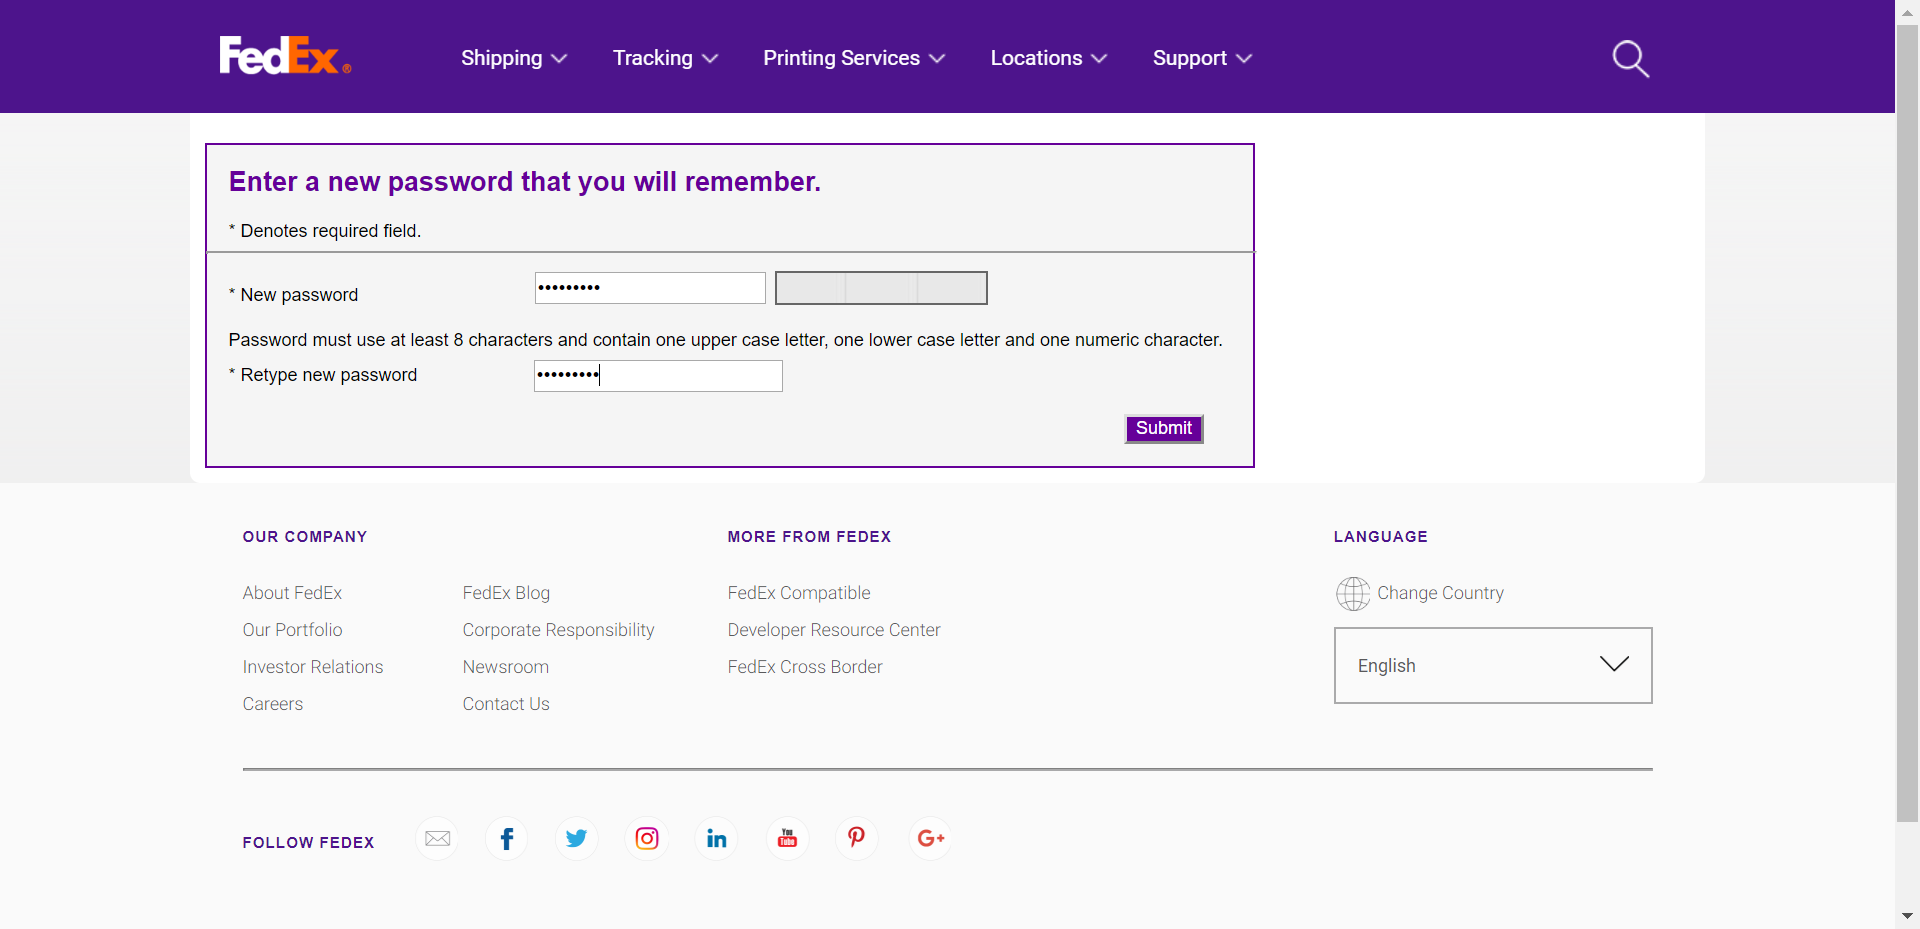 FedEx®
Shipping
Tracking
Printing Services
Locations
Support
Enter a new password that you will remember.
* Denotes required field.
* New password
•••••••••
Password must use at least 8 characters and contain one upper case letter, one lower case letter and one numeric character.
* Retype new password
•••••••••
Submit
OUR COMPANY
About FedEx
Our Portfolio
Investor Relations
Careers
FedEx Blog
Corporate Responsibility
Newsroom
Contact Us
MORE FROM FEDEX
FedEx Compatible
Developer Resource Center
FedEx Cross Border
LANGUAGE
Change Country
English
FOLLOW FEDEX
f
in
You
Tube
G+